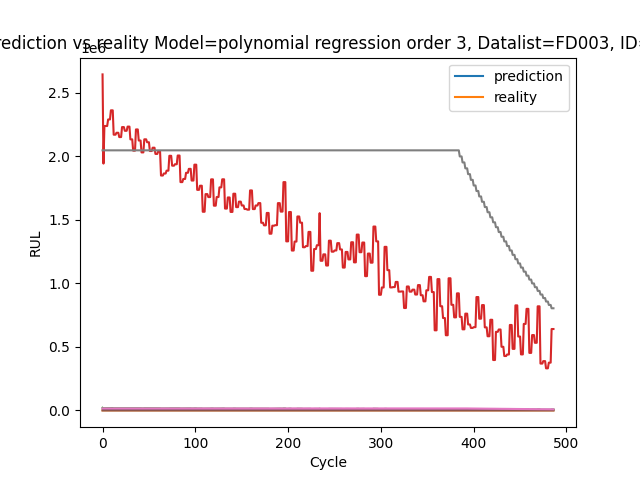 rediction vs reality Model=polynomial regression order 3, Datalist=FD003, ID=
1e6
prediction
reality
2.5
2.0
1.5
1.0
0.5
0.0
RUL
0
100
200
300
400
500
Cycle